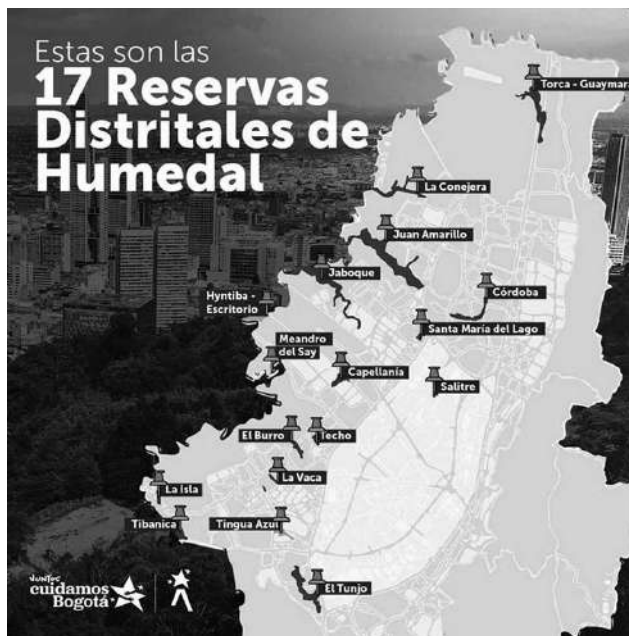 Estas son las
17 Reservas
Distritales de
Humedal
Torca - Guaymar
La Conejera
Juan Amarillo
Jaboque
Córdoba
Hyntiba -
Escritorio
Santa María del Lago
Meandro
del Say
Capellanía
Salitre
El Burro
Techo
La Vaca
La Isla
Tibanica
Tingua Azul
El Tunjo
JUNTOS
cuidamos
Bogotá